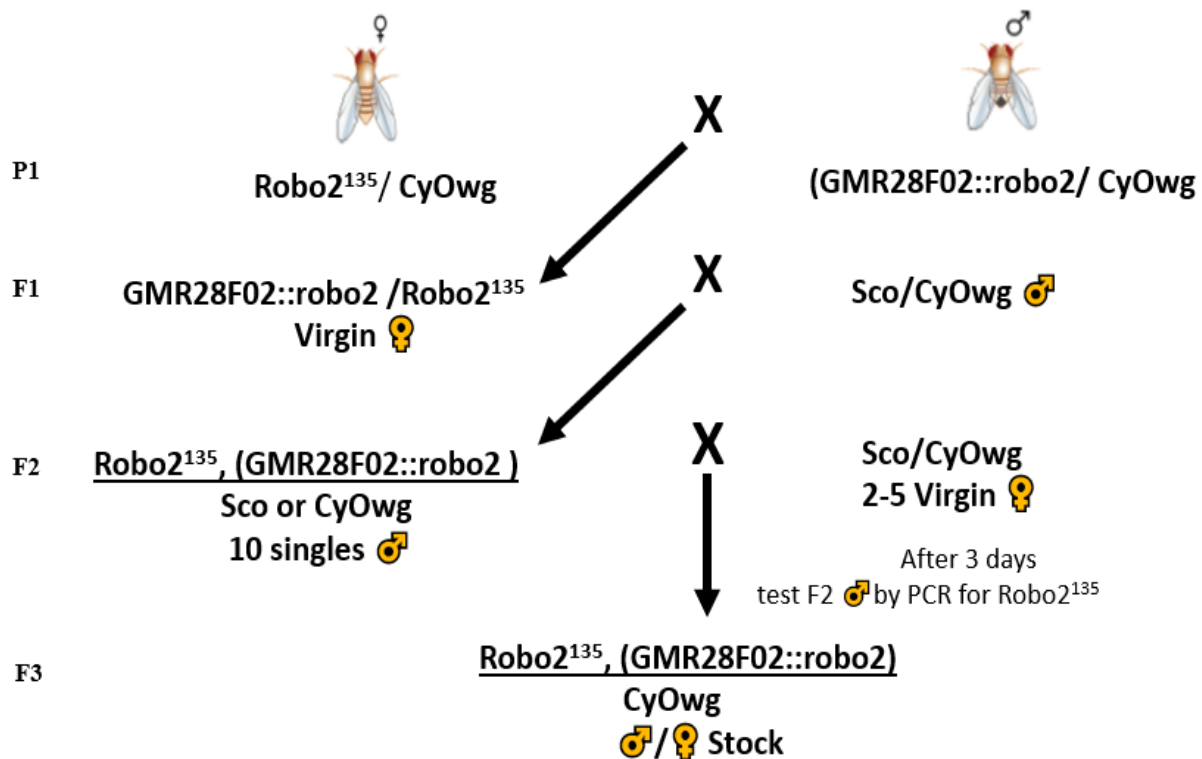 ♀ ♂
X
P1
Robo2¹³⁵/ CyOwg
(GMR28F02::robo2/ CyOwg
F1
GMR28F02::robo2 /Robo2¹³⁵
Virgin ♀
X
Sco/CyOwg ♂
F2
Robo2¹³⁵, (GMR28F02::robo2 )
Sco or CyOwg
10 singles ♂
X
Sco/CyOwg
2-5 Virgin ♀
After 3 days
test F2 ♂ by PCR for Robo2¹³⁵
F3
Robo2¹³⁵, (GMR28F02::robo2)
CyOwg
♂/♀ Stock